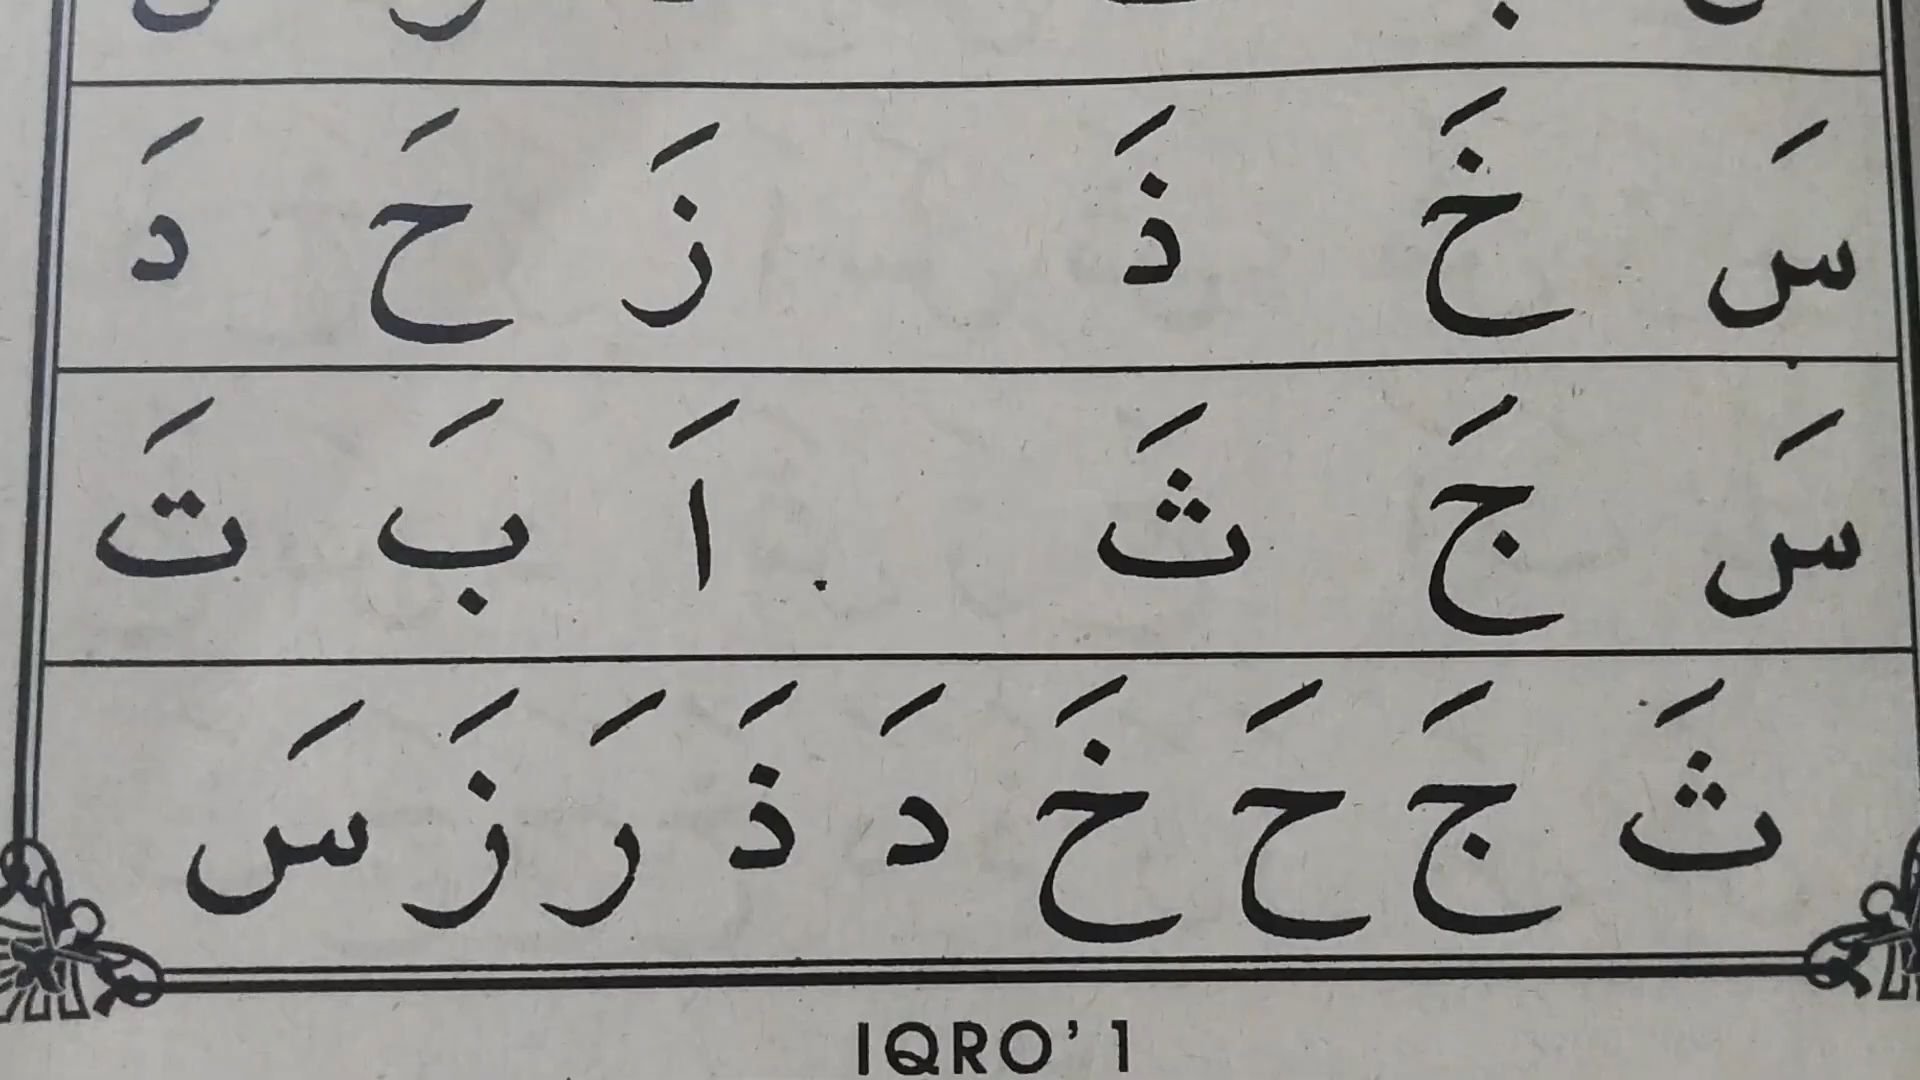 سَ خَ ذَ زَ حَ دَ
سَ جَ ثَ اَ بَ تَ
ثَ جَ حَ خَ دَ ذَ رَ زَ سَ
IQRO’ 1